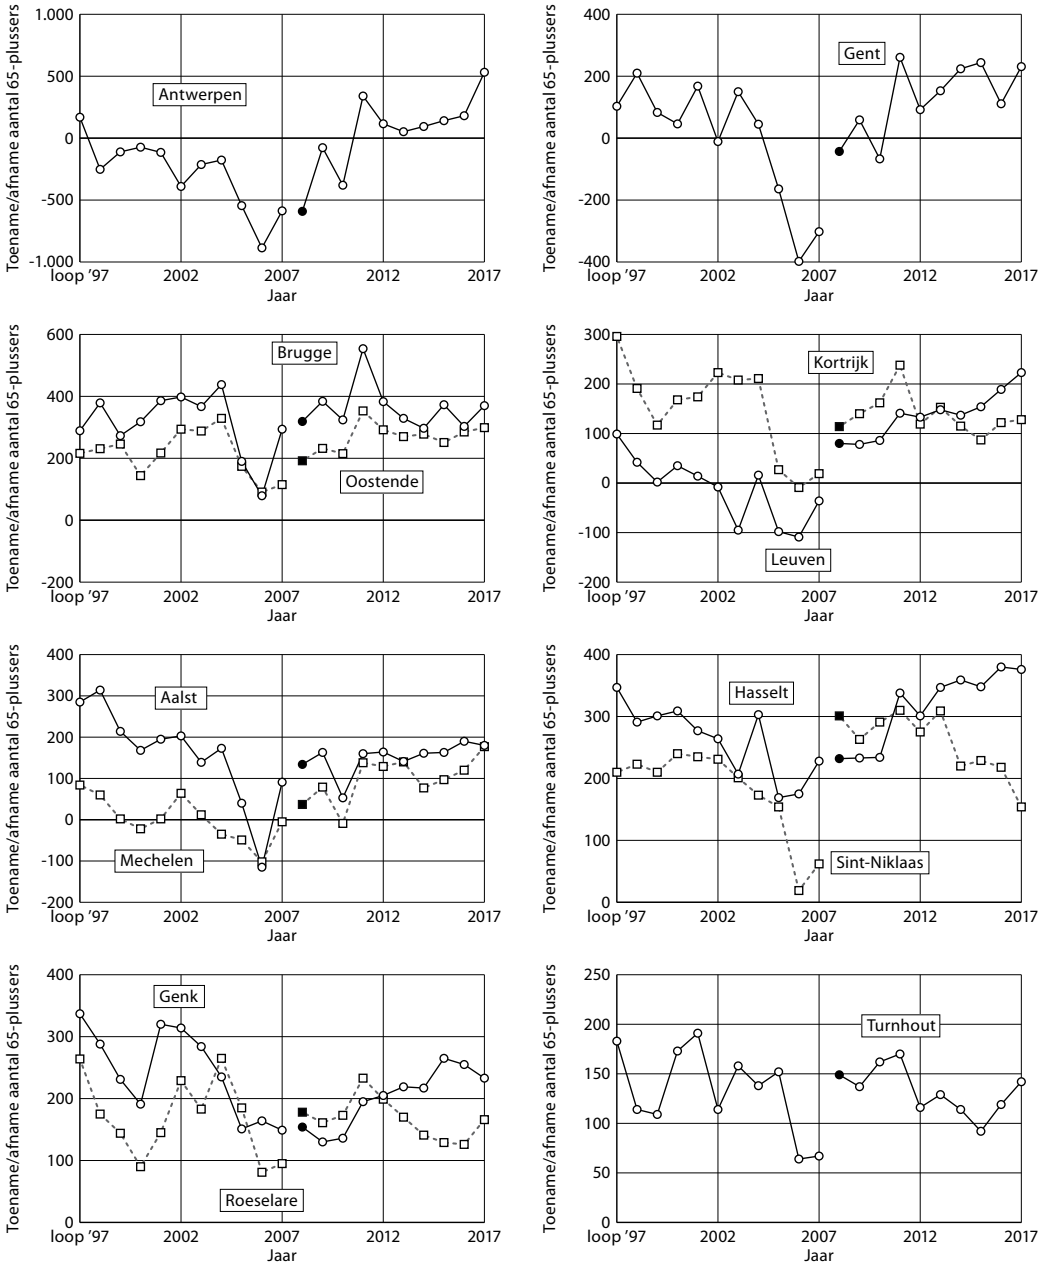 Toename/afname aantal 65-plussers
1.000
500
0
-500
-1.000
Antwerpen
loop '97 2002 2007 2012 2017
Jaar
Toename/afname aantal 65-plussers
400
200
0
-200
-400
Gent
loop '97 2002 2007 2012 2017
Jaar
Toename/afname aantal 65-plussers
600
400
200
0
-200
Brugge
Oostende
loop '97 2002 2007 2012 2017
Jaar
Toename/afname aantal 65-plussers
300
200
100
0
-100
-200
Kortrijk
Leuven
loop '97 2002 2007 2012 2017
Jaar
Toename/afname aantal 65-plussers
400
300
200
100
0
-100
-200
Aalst
Mechelen
loop '97 2002 2007 2012 2017
Jaar
Toename/afname aantal 65-plussers
400
300
200
100
0
Hasselt
Sint-Niklaas
loop '97 2002 2007 2012 2017
Jaar
Toename/afname aantal 65-plussers
400
300
200
100
0
Genk
Roeselare
loop '97 2002 2007 2012 2017
Jaar
Toename/afname aantal 65-plussers
250
200
150
100
50
0
Turnhout
loop '97 2002 2007 2012 2017
Jaar